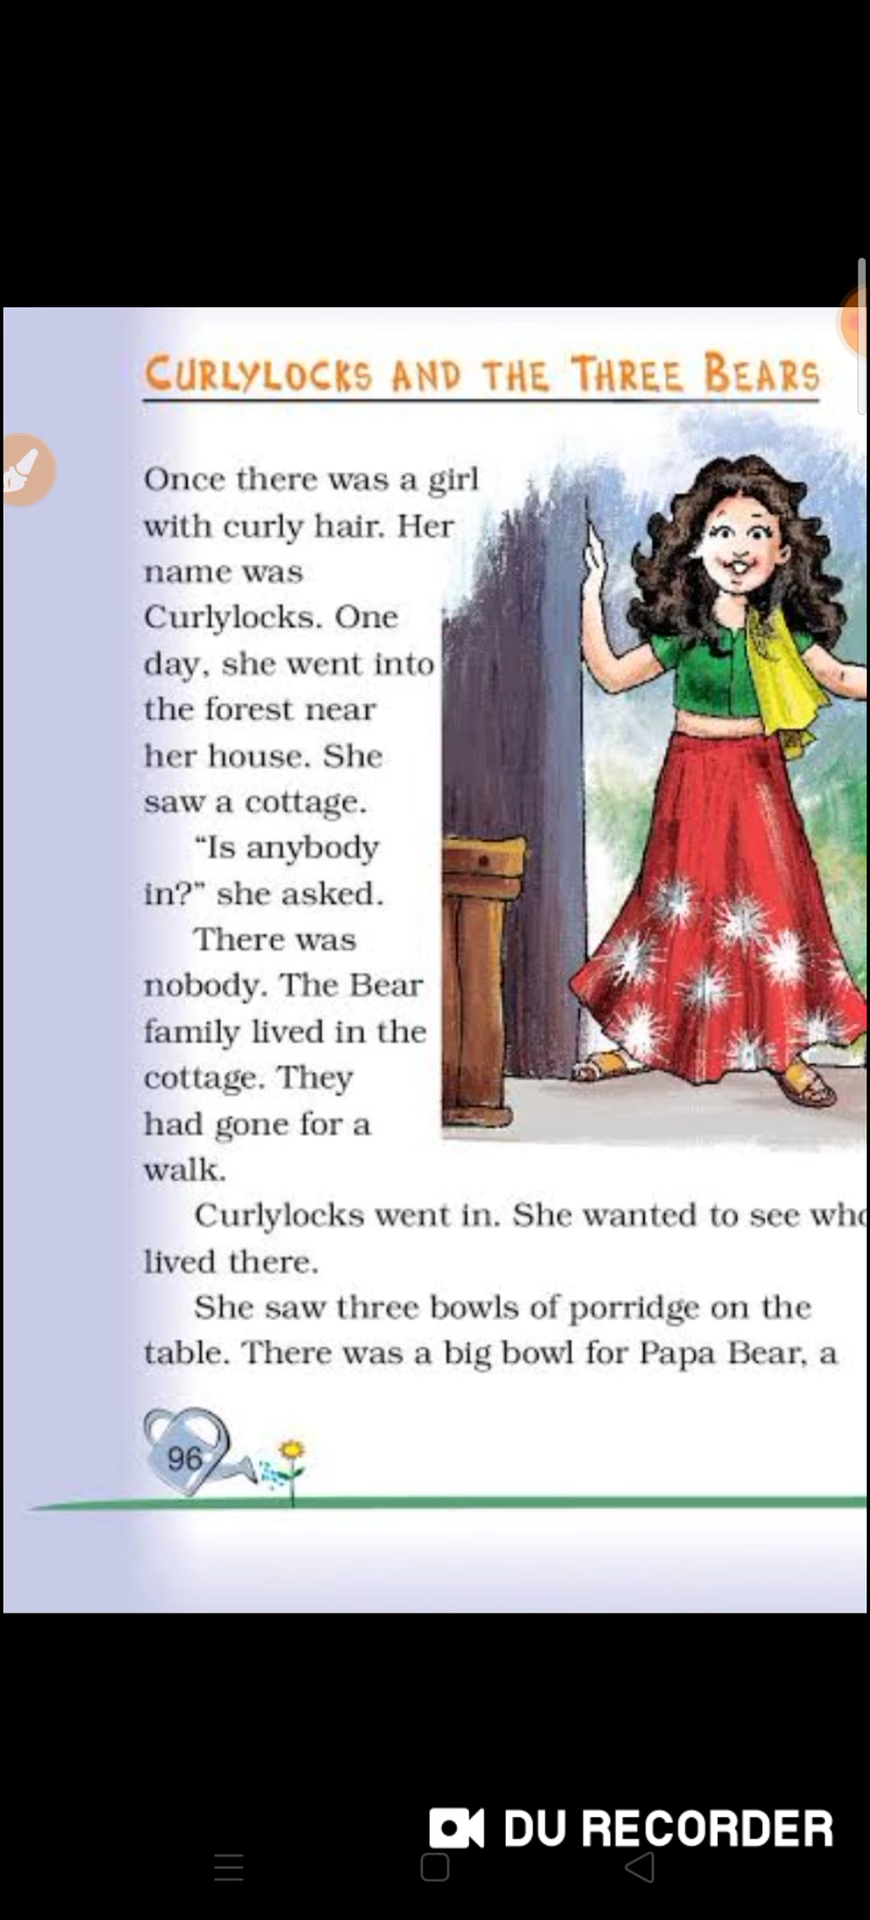 CURLYLOCKS AND THE THREE BEARS
Once there was a girl
with curly hair. Her
name was
Curlylocks. One
day, she went into
the forest near
her house. She
saw a cottage.
“Is anybody
in?” she asked.
There was
nobody. The Bear
family lived in the
cottage. They
had gone for a
walk.
Curlylocks went in. She wanted to see who
lived there.
She saw three bowls of porridge on the
table. There was a big bowl for Papa Bear, a
96
DU RECORDER